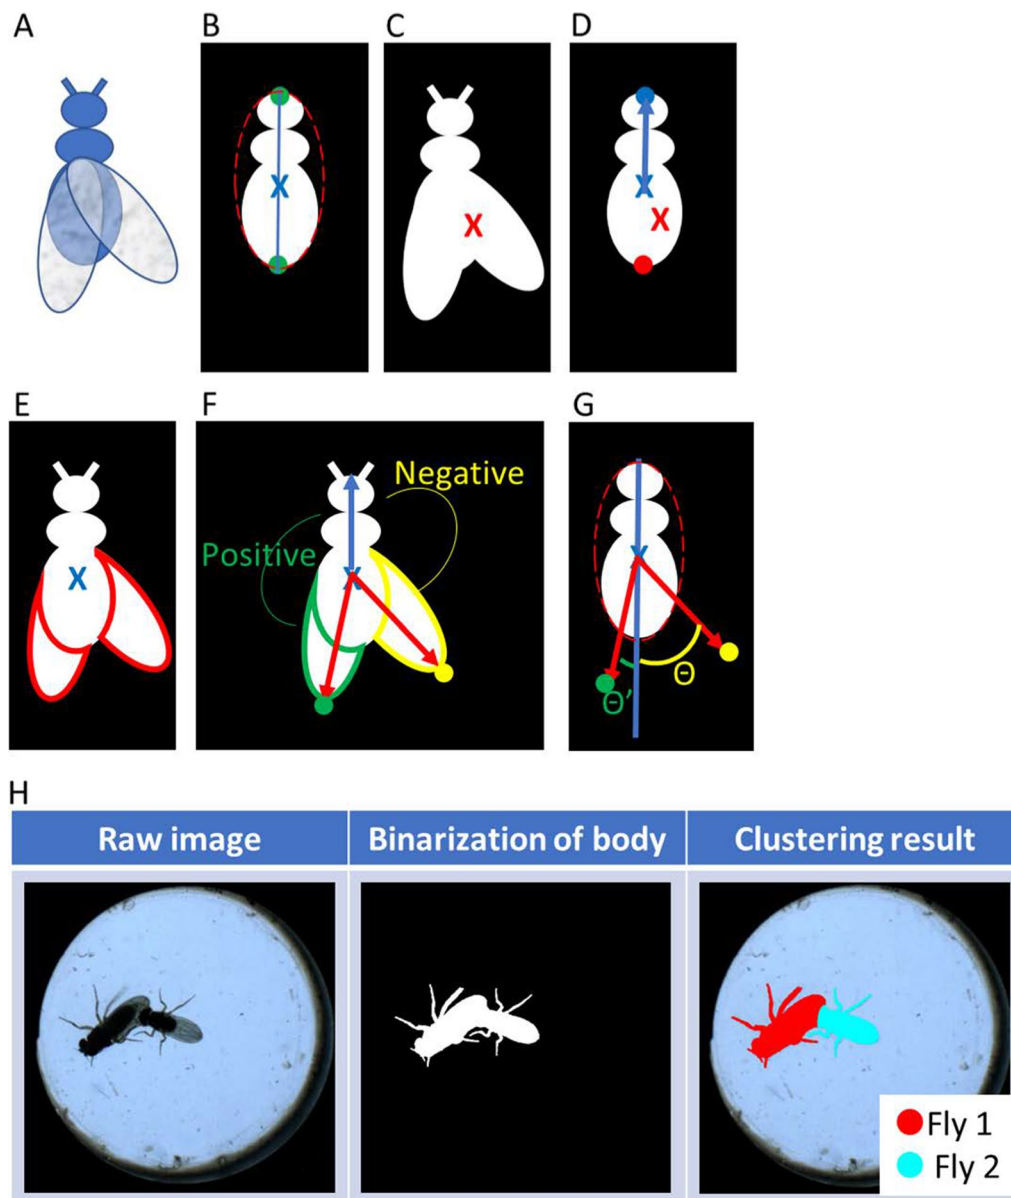 A
B
X
C
X
D
X
X
E
X
F
Negative
Positive
X
G
X
Θ
Θ’
H
Raw image
Binarization of body
Clustering result
Fly 1
Fly 2